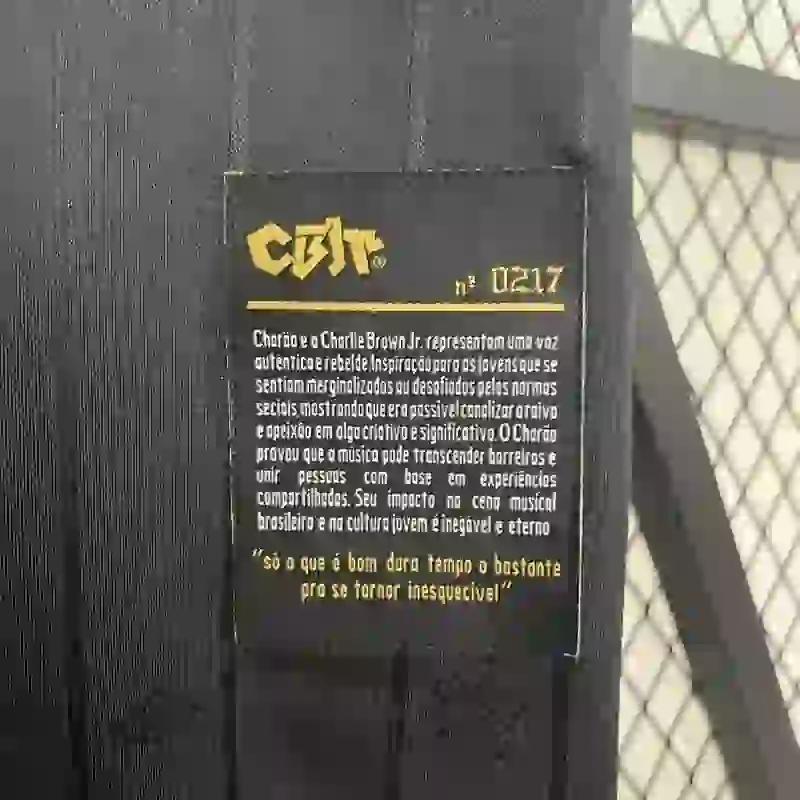 CBJr®
nº 0217
Chorão e o Charlie Brown Jr. representam uma voz
autêntica e rebelde Inspiração para os jovens que se
sentiam marginalizados ou desafiados pelas normas
sociais, mostrando que era possível canalizar a raiva
e a paixão em algo criativo e significativo. O Chorão
provou que a música pode transcender barreiras e
unir pessoas com base em experiências
compartilhadas. Seu impacto na cena musical
brasileira e na cultura jovem é inegável e eterno
"só o que é bom dura tempo o bastante
pra se tornar inesquecível"